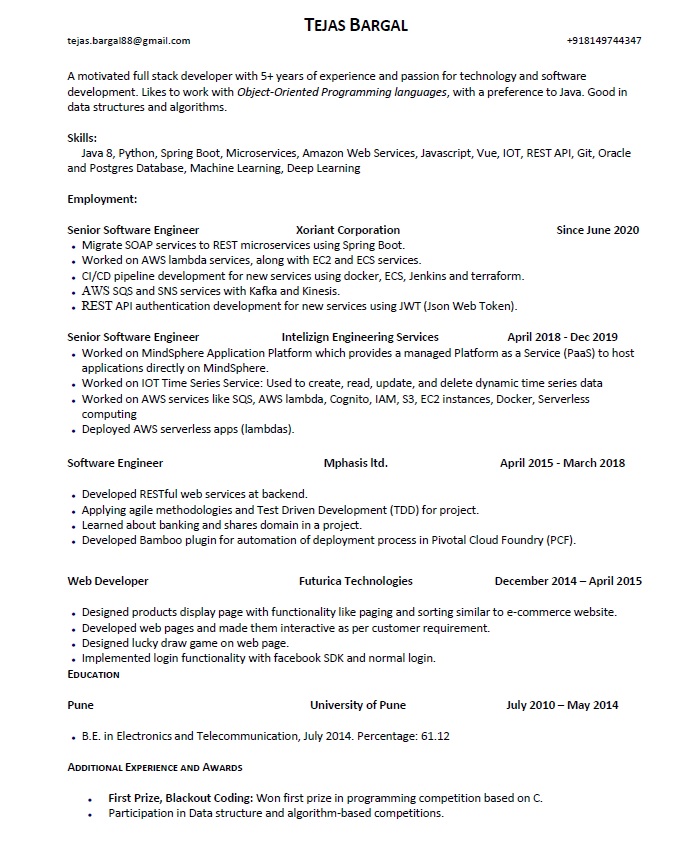 TEJAS BARGAL
tejas.bargal88@gmail.com +918149744347
A motivated full stack developer with 5+ years of experience and passion for technology and software
development. Likes to work with Object-Oriented Programming languages, with a preference to Java. Good in
data structures and algorithms.
Skills:
Java 8, Python, Spring Boot, Microservices, Amazon Web Services, Javascript, Vue, IOT, REST API, Git, Oracle
and Postgres Database, Machine Learning, Deep Learning
Employment:
Senior Software Engineer Xoriant Corporation Since June 2020
• Migrate SOAP services to REST microservices using Spring Boot.
• Worked on AWS lambda services, along with EC2 and ECS services.
• CI/CD pipeline development for new services using docker, ECS, Jenkins and terraform.
• AWS SQS and SNS services with Kafka and Kinesis.
• REST API authentication development for new services using JWT (Json Web Token).
Senior Software Engineer Intelizign Engineering Services April 2018 - Dec 2019
• Worked on MindSphere Application Platform which provides a managed Platform as a Service (PaaS) to host
applications directly on MindSphere.
• Worked on IOT Time Series Service: Used to create, read, update, and delete dynamic time series data
• Worked on AWS services like SQS, AWS lambda, Cognito, IAM, S3, EC2 instances, Docker, Serverless
computing
• Deployed AWS serverless apps (lambdas).
Software Engineer Mphasis ltd. April 2015 - March 2018
• Developed RESTful web services at backend.
• Applying agile methodologies and Test Driven Development (TDD) for project.
• Learned about banking and shares domain in a project.
• Developed Bamboo plugin for automation of deployment process in Pivotal Cloud Foundry (PCF).
Web Developer Futurica Technologies December 2014 – April 2015
• Designed products display page with functionality like paging and sorting similar to e-commerce website.
• Developed web pages and made them interactive as per customer requirement.
• Designed lucky draw game on web page.
• Implemented login functionality with facebook SDK and normal login.
EDUCATION
Pune University of Pune July 2010 – May 2014
• B.E. in Electronics and Telecommunication, July 2014. Percentage: 61.12
ADDITIONAL EXPERIENCE AND AWARDS
• First Prize, Blackout Coding: Won first prize in programming competition based on C.
• Participation in Data structure and algorithm-based competitions.